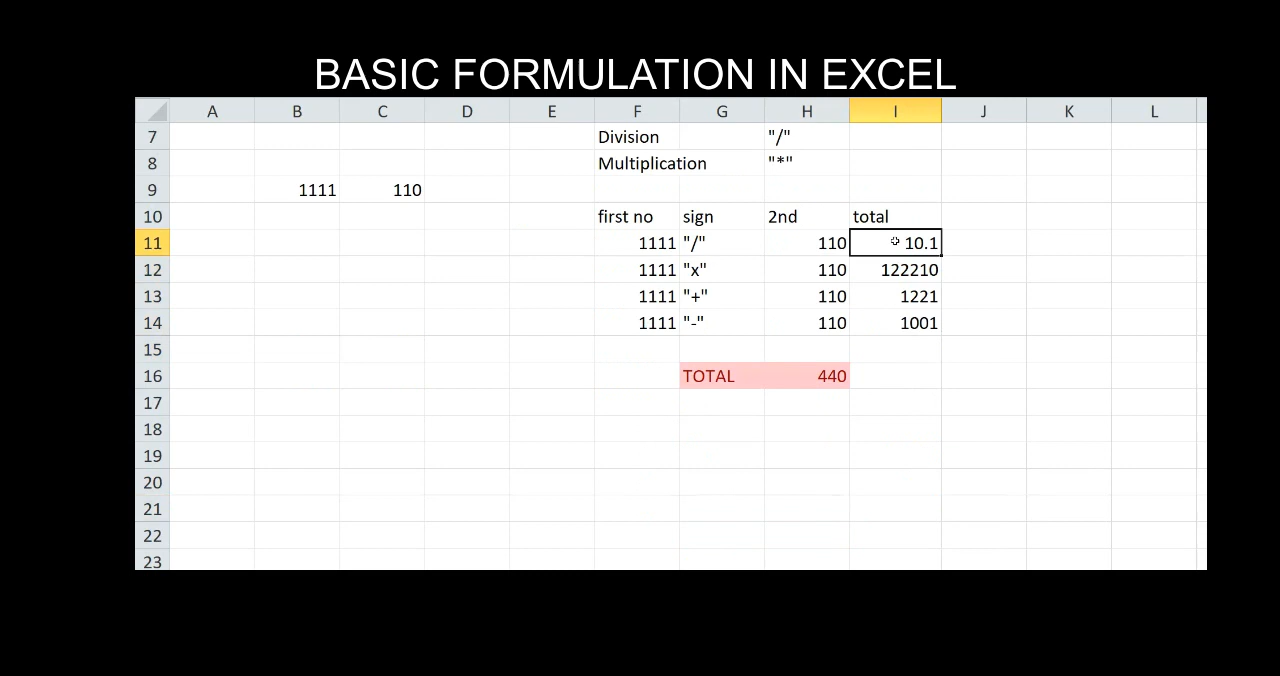 BASIC FORMULATION IN EXCEL
A B C D E F G H I J K L
7 Division "/"
8 Multiplication "*"
9 1111 110
10 first no sign 2nd total
11 1111 "/" 110 10.1
12 1111 "x" 110 122210
13 1111 "+" 110 1221
14 1111 "-" 110 1001
15
16 TOTAL 440
17
18
19
20
21
22
23